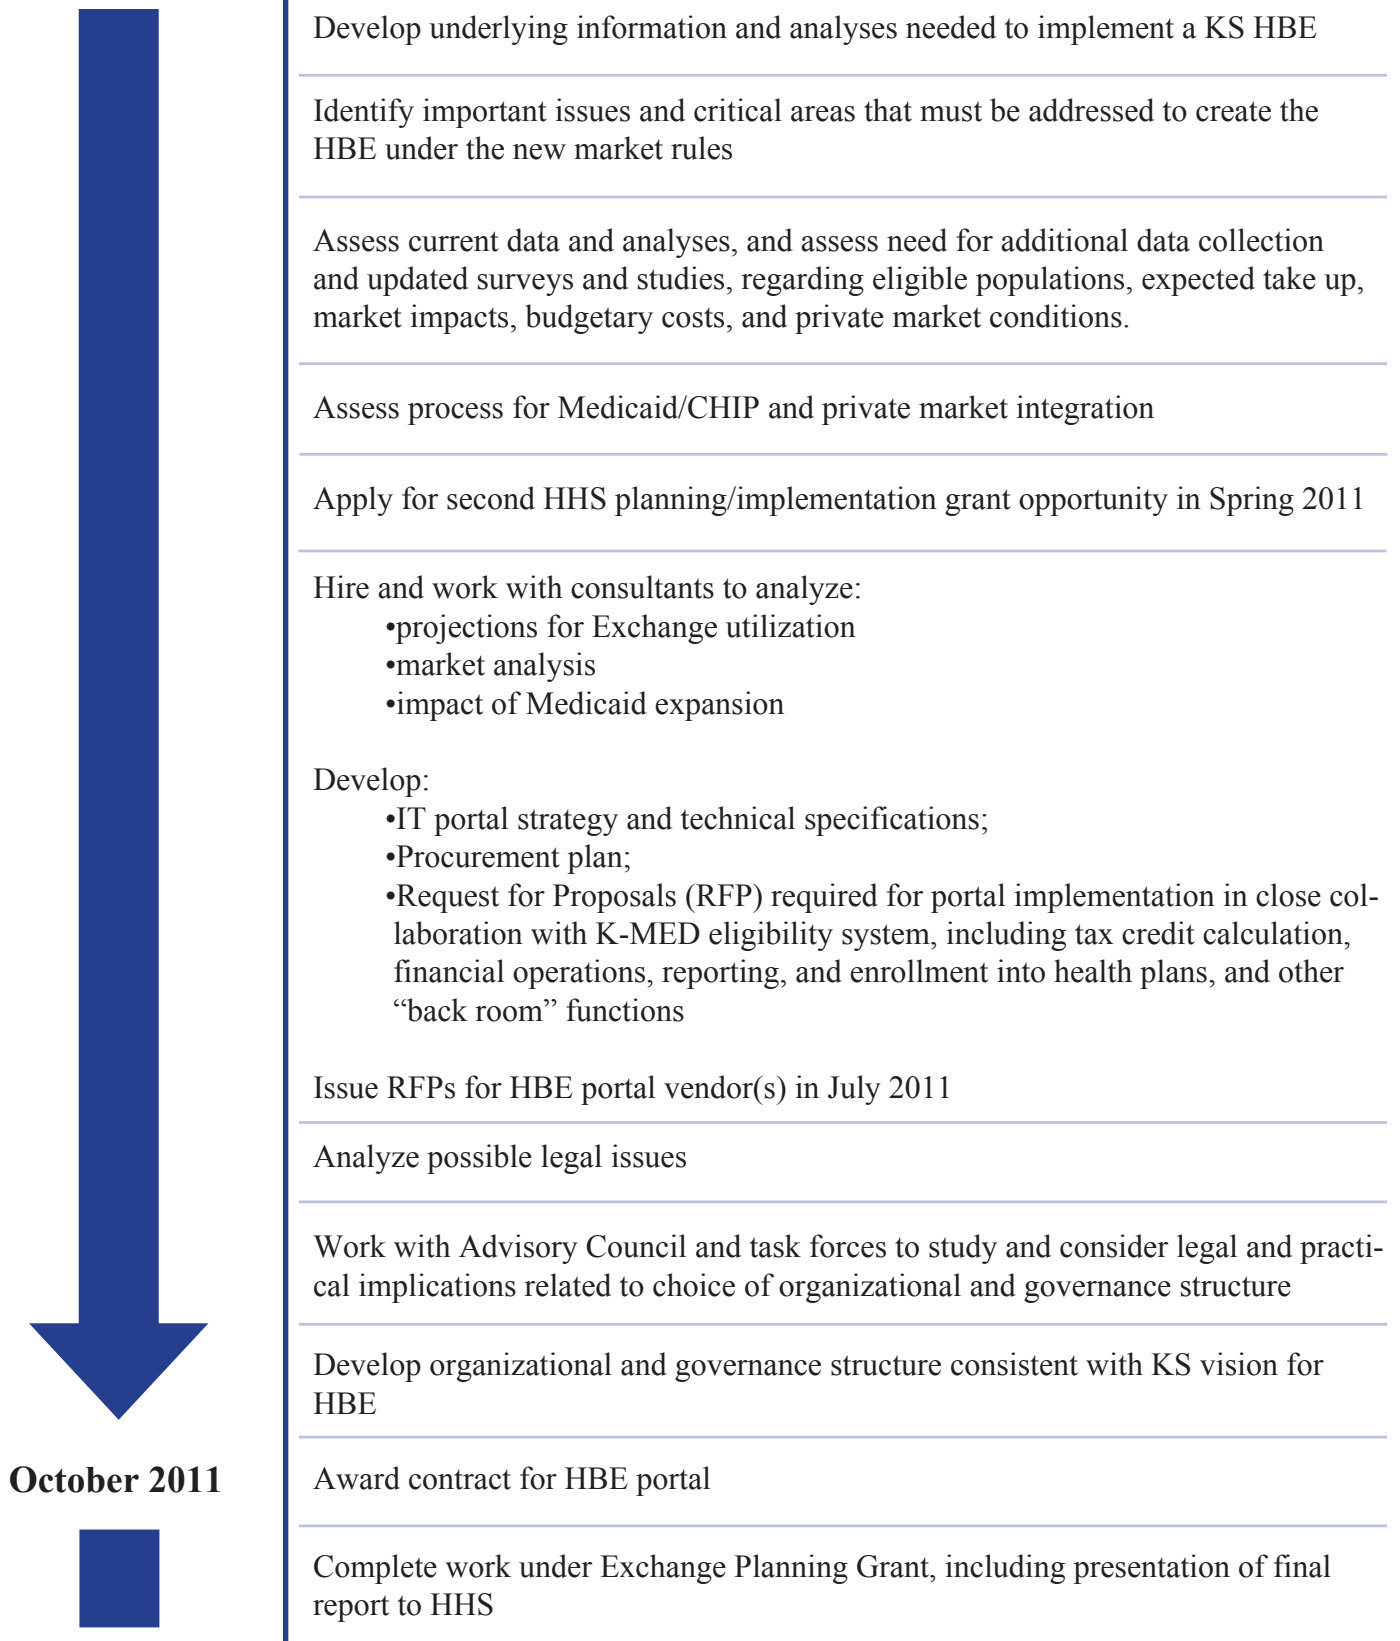 Develop underlying information and analyses needed to implement a KS HBE
Identify important issues and critical areas that must be addressed to create the
HBE under the new market rules
Assess current data and analyses, and assess need for additional data collection
and updated surveys and studies, regarding eligible populations, expected take up,
market impacts, budgetary costs, and private market conditions.
Assess process for Medicaid/CHIP and private market integration
Apply for second HHS planning/implementation grant opportunity in Spring 2011
Hire and work with consultants to analyze:
•projections for Exchange utilization
•market analysis
•impact of Medicaid expansion
Develop:
•IT portal strategy and technical specifications;
•Procurement plan;
•Request for Proposals (RFP) required for portal implementation in close col-
laboration with K-MED eligibility system, including tax credit calculation,
financial operations, reporting, and enrollment into health plans, and other
“back room” functions
Issue RFPs for HBE portal vendor(s) in July 2011
Analyze possible legal issues
Work with Advisory Council and task forces to study and consider legal and practi-
cal implications related to choice of organizational and governance structure
Develop organizational and governance structure consistent with KS vision for
HBE
October 2011
Award contract for HBE portal
Complete work under Exchange Planning Grant, including presentation of final
report to HHS